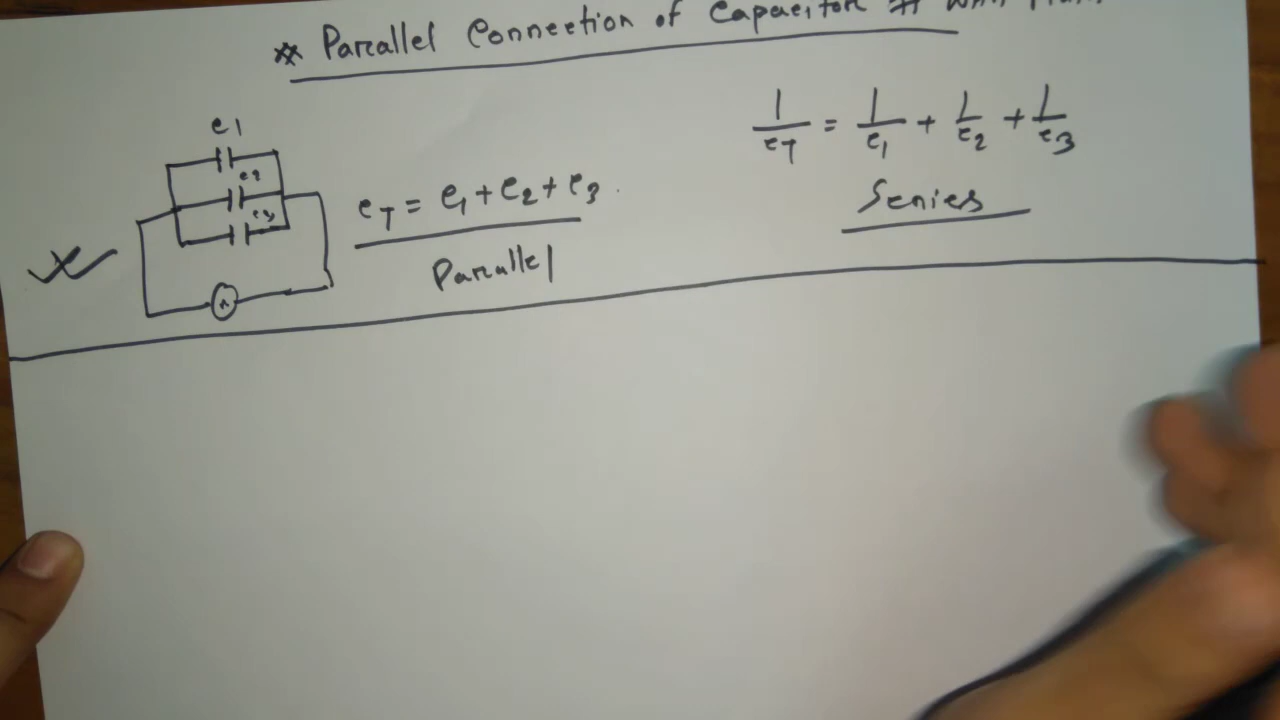 ** Parallel Connection of Capacitor # with
C1
C2
C3
CT = C1 + C2 + C3
Parallel
1/CT = 1/C1 + 1/C2 + 1/C3
Series